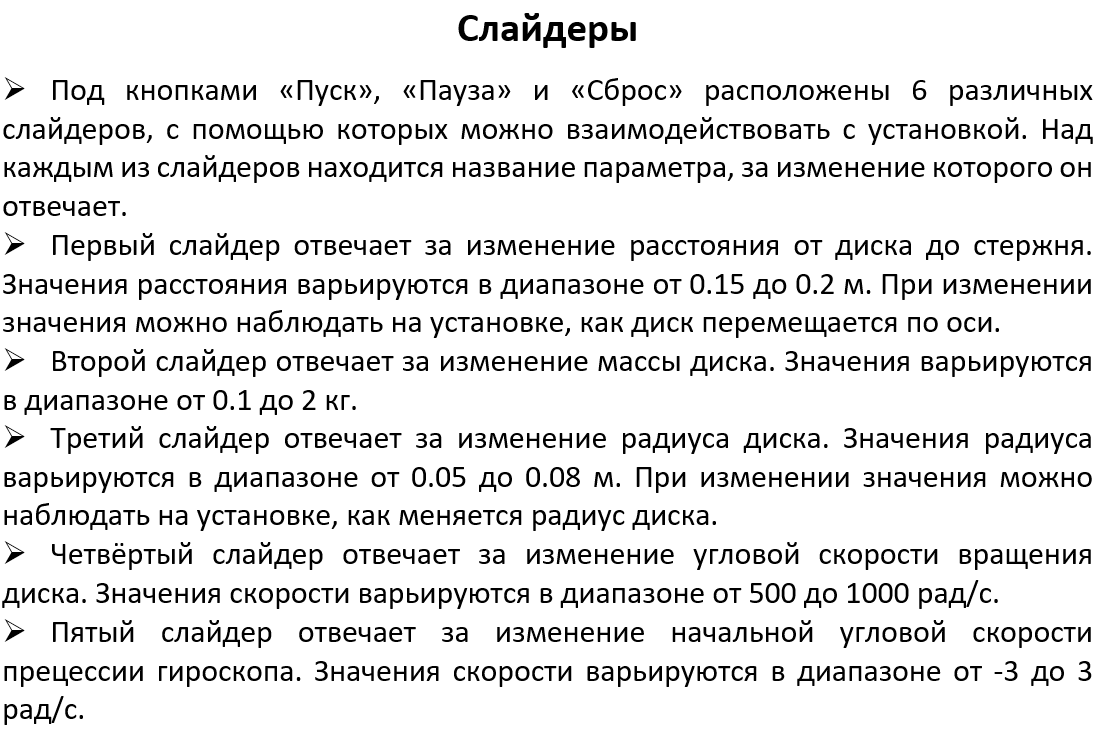 Слайдеры
➢ Под кнопками «Пуск», «Пауза» и «Сброс» расположены 6 различных
слайдеров, с помощью которых можно взаимодействовать с установкой. Над
каждым из слайдеров находится название параметра, за изменение которого он
отвечает.
➢ Первый слайдер отвечает за изменение расстояния от диска до стержня.
Значения расстояния варьируются в диапазоне от 0.15 до 0.2 м. При изменении
значения можно наблюдать на установке, как диск перемещается по оси.
➢ Второй слайдер отвечает за изменение массы диска. Значения варьируются
в диапазоне от 0.1 до 2 кг.
➢ Третий слайдер отвечает за изменение радиуса диска. Значения радиуса
варьируются в диапазоне от 0.05 до 0.08 м. При изменении значения можно
наблюдать на установке, как меняется радиус диска.
➢ Четвёртый слайдер отвечает за изменение угловой скорости вращения
диска. Значения скорости варьируются в диапазоне от 500 до 1000 рад/с.
➢ Пятый слайдер отвечает за изменение начальной угловой скорости
прецессии гироскопа. Значения скорости варьируются в диапазоне от -3 до 3
рад/с.